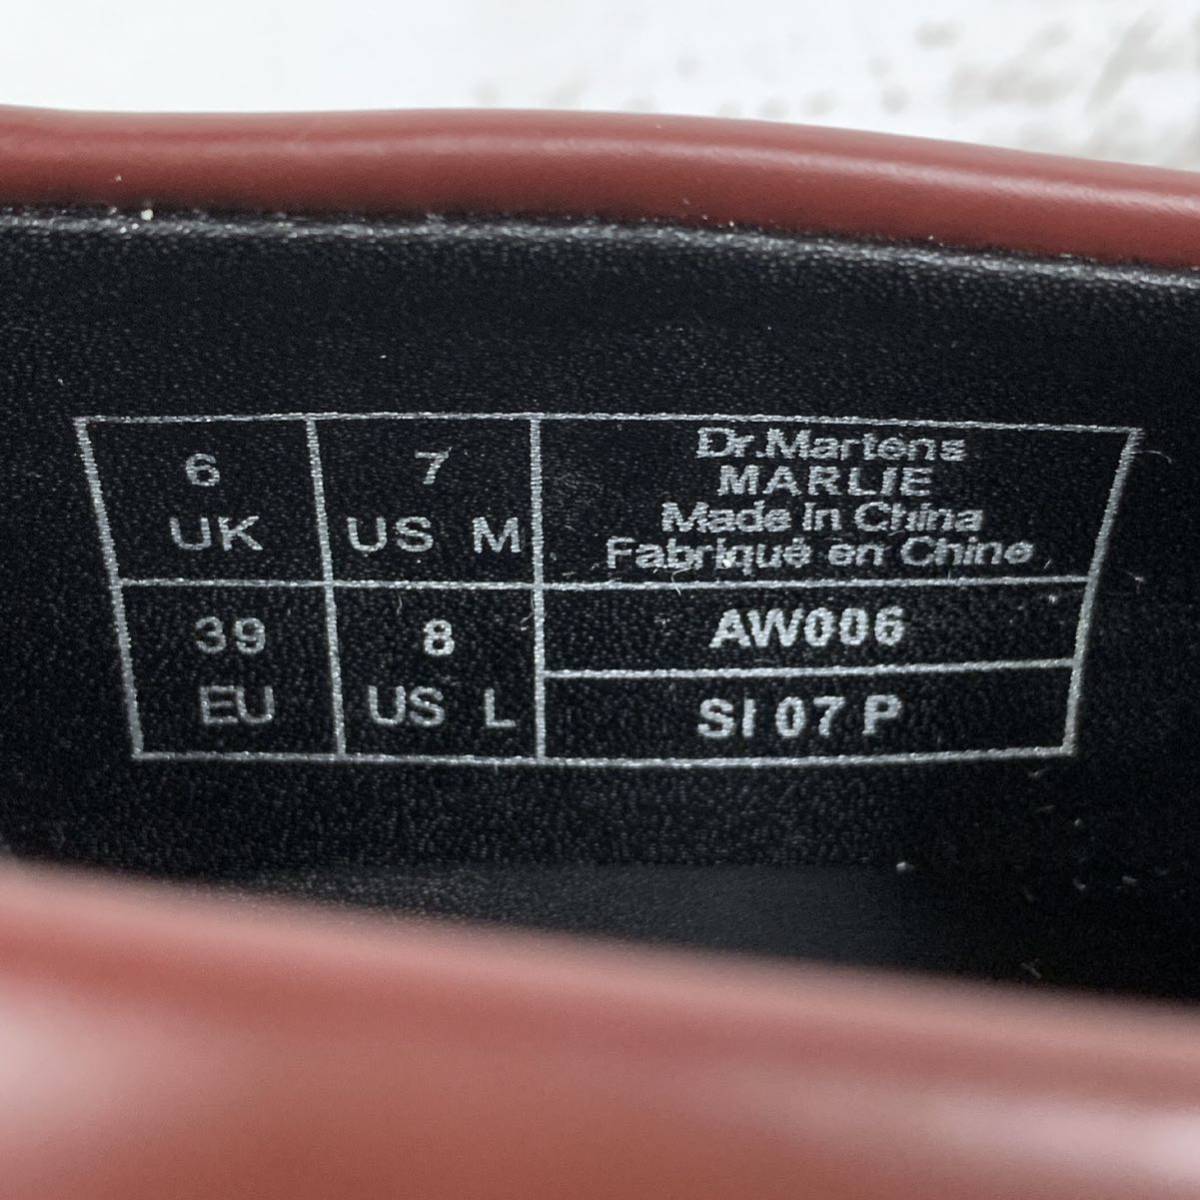 6
UK
7
US M
39
EU
8
US L
Dr.Martens
MARLIE
Made in China
Fabriqué en Chine
AW006
SI 07 P